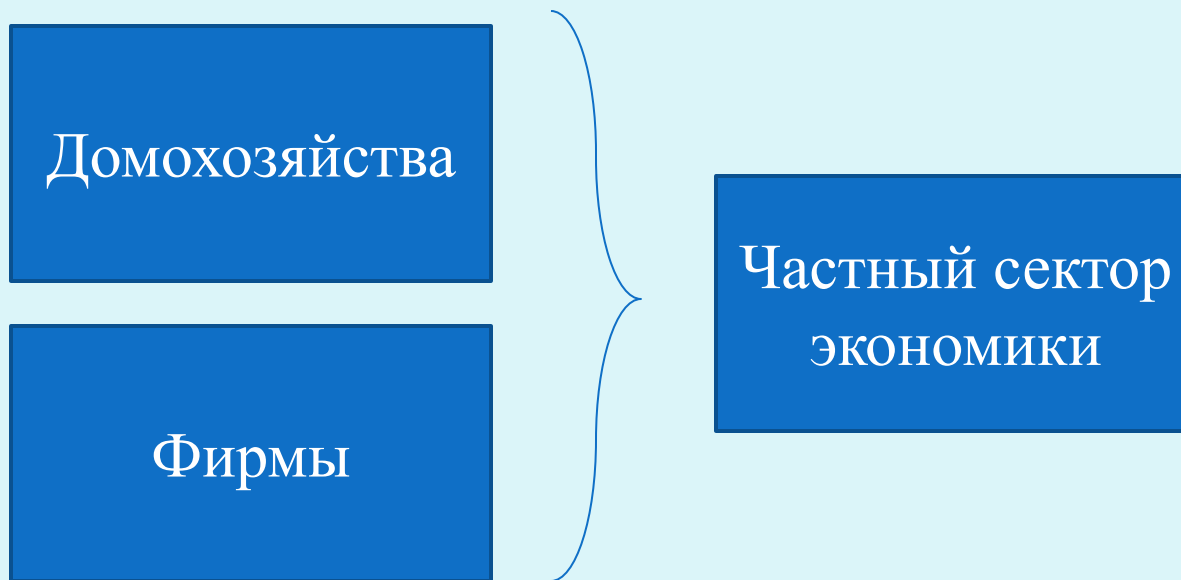 Домохозяйства
Фирмы
Частный сектор
экономики